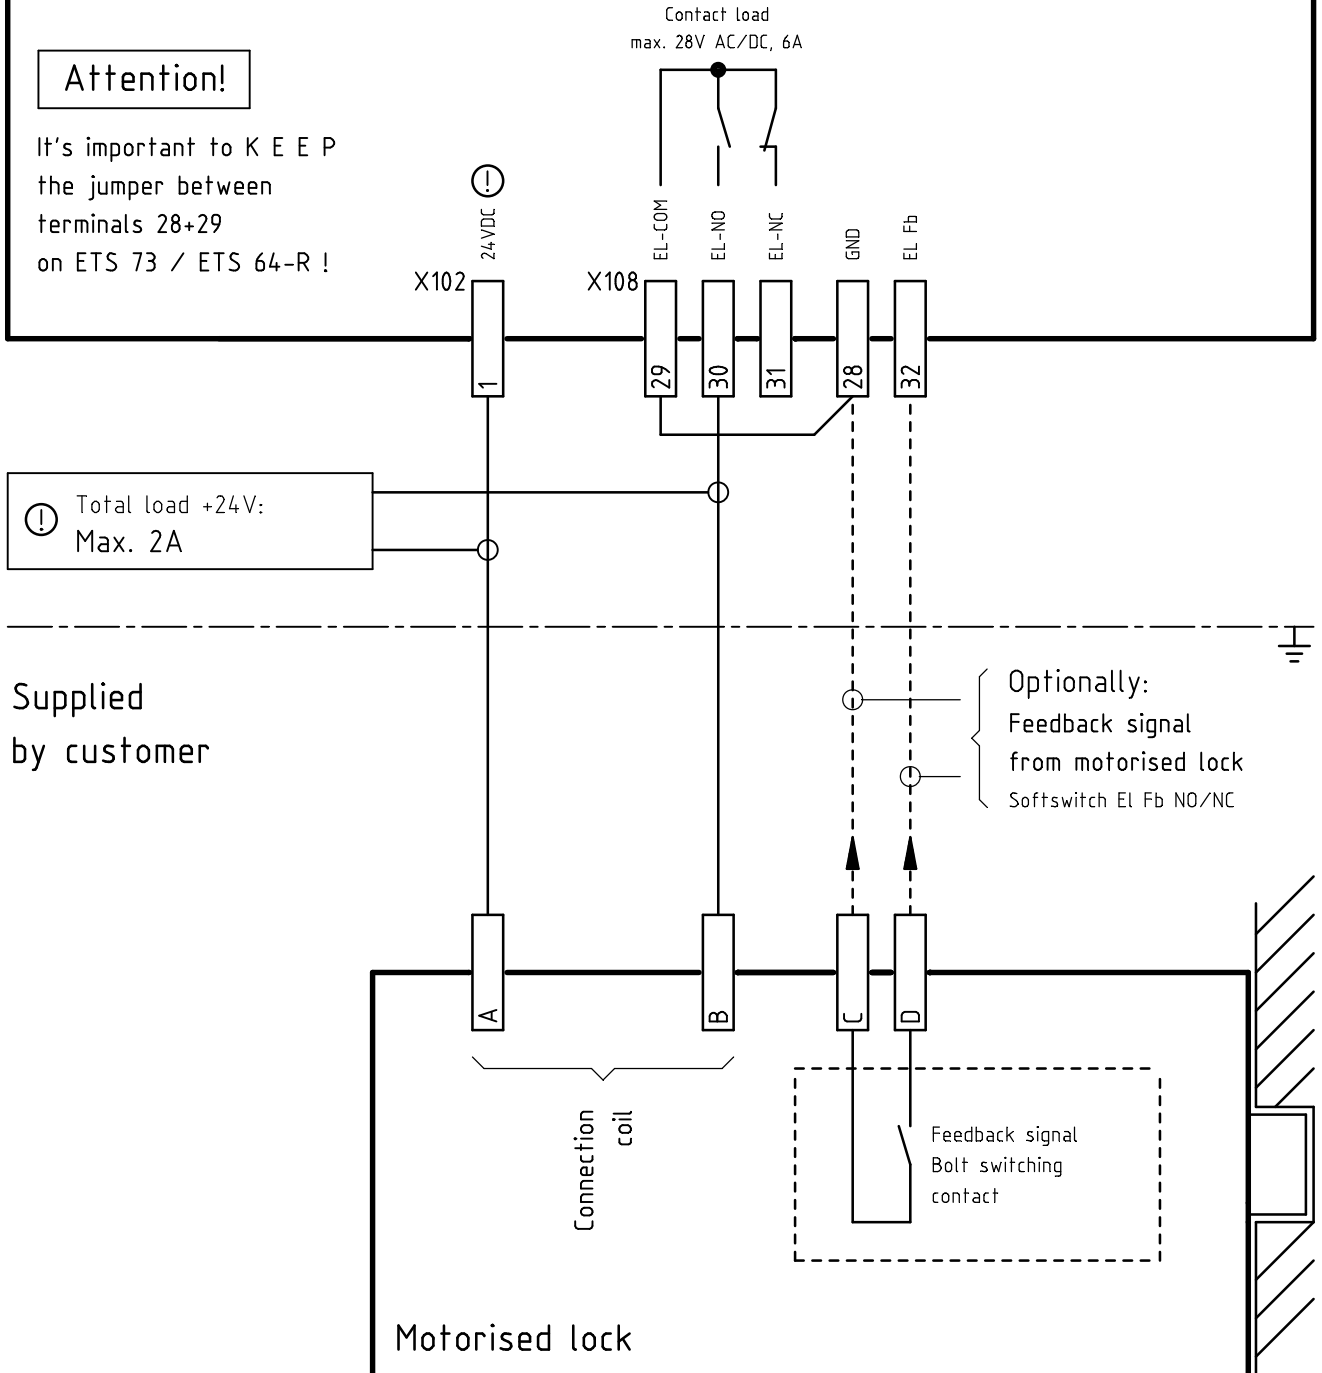 Contact load
max. 28V AC/DC, 6A
Attention!
It's important to K E E P
the jumper between
terminals 28+29
on ETS 73 / ETS 64-R !
!
24VDC
EL-COM
EL-NO
EL-NC
GND
EL Fb
X102
X108
1
29
30
31
28
32
!
Total load +24V:
Max. 2A
Supplied
by customer
Optionally:
Feedback signal
from motorised lock
Softswitch El Fb NO/NC
A
B
C
D
Connection
coil
Feedback signal
Bolt switching
contact
Motorised lock